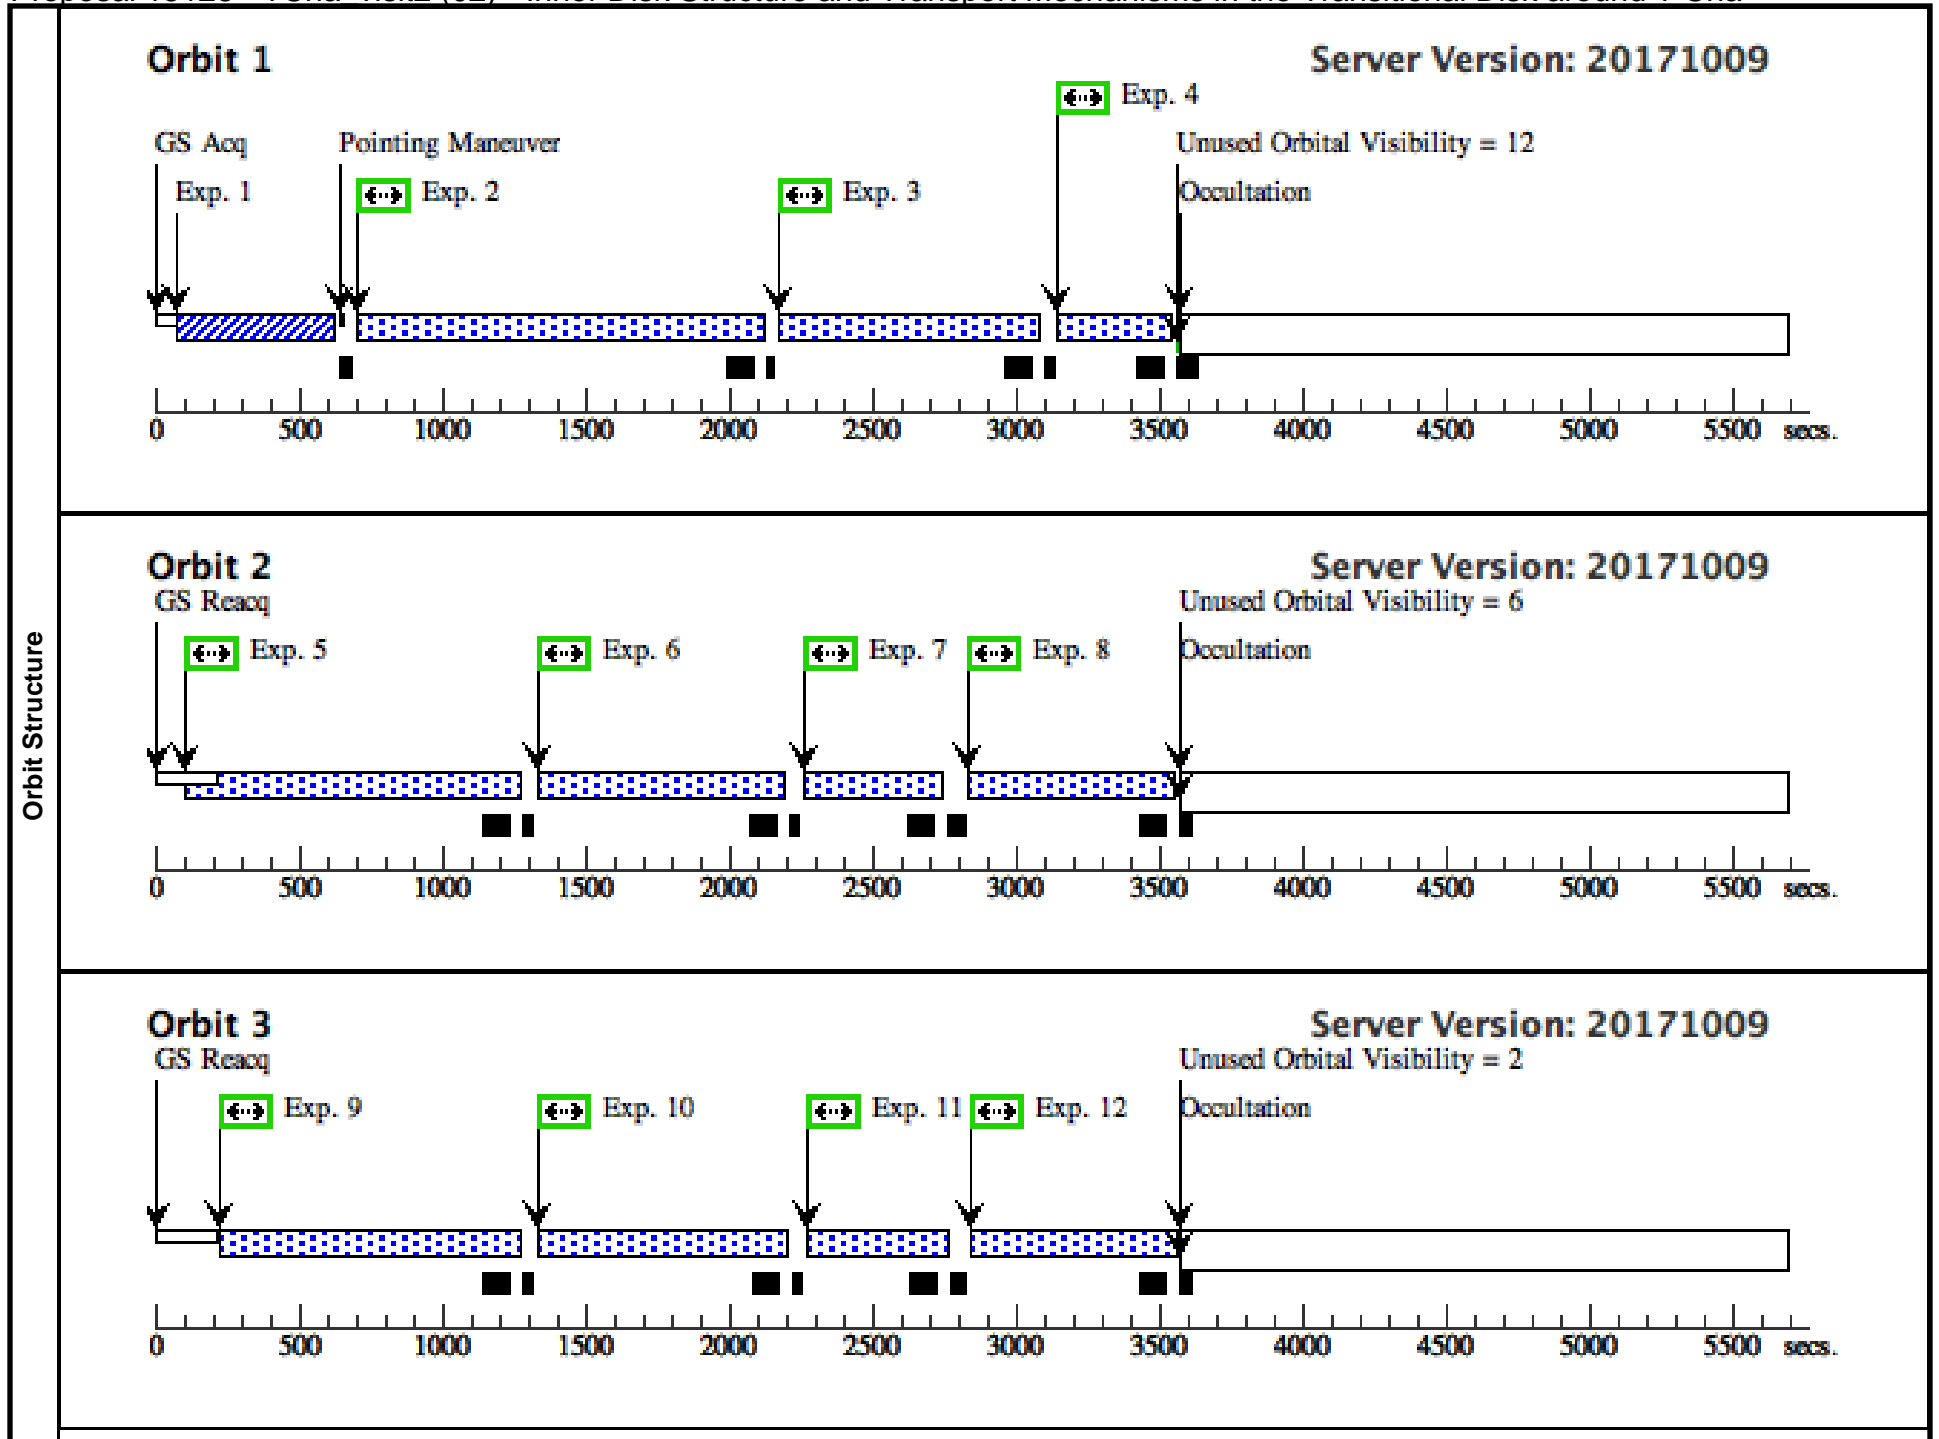 Orbit Structure
Orbit 1 Server Version: 20171009
Exp. 4
GS Acq Pointing Maneuver Unused Orbital Visibility = 12
Exp. 1 Exp. 2 Exp. 3 Occultation
0 500 1000 1500 2000 2500 3000 3500 4000 4500 5000 5500 secs.
Orbit 2 Server Version: 20171009
GS Reacq Unused Orbital Visibility = 6
Exp. 5 Exp. 6 Exp. 7 Exp. 8 Occultation
0 500 1000 1500 2000 2500 3000 3500 4000 4500 5000 5500 secs.
Orbit 3 Server Version: 20171009
GS Reacq Unused Orbital Visibility = 2
Exp. 9 Exp. 10 Exp. 11 Exp. 12 Occultation
0 500 1000 1500 2000 2500 3000 3500 4000 4500 5000 5500 secs.